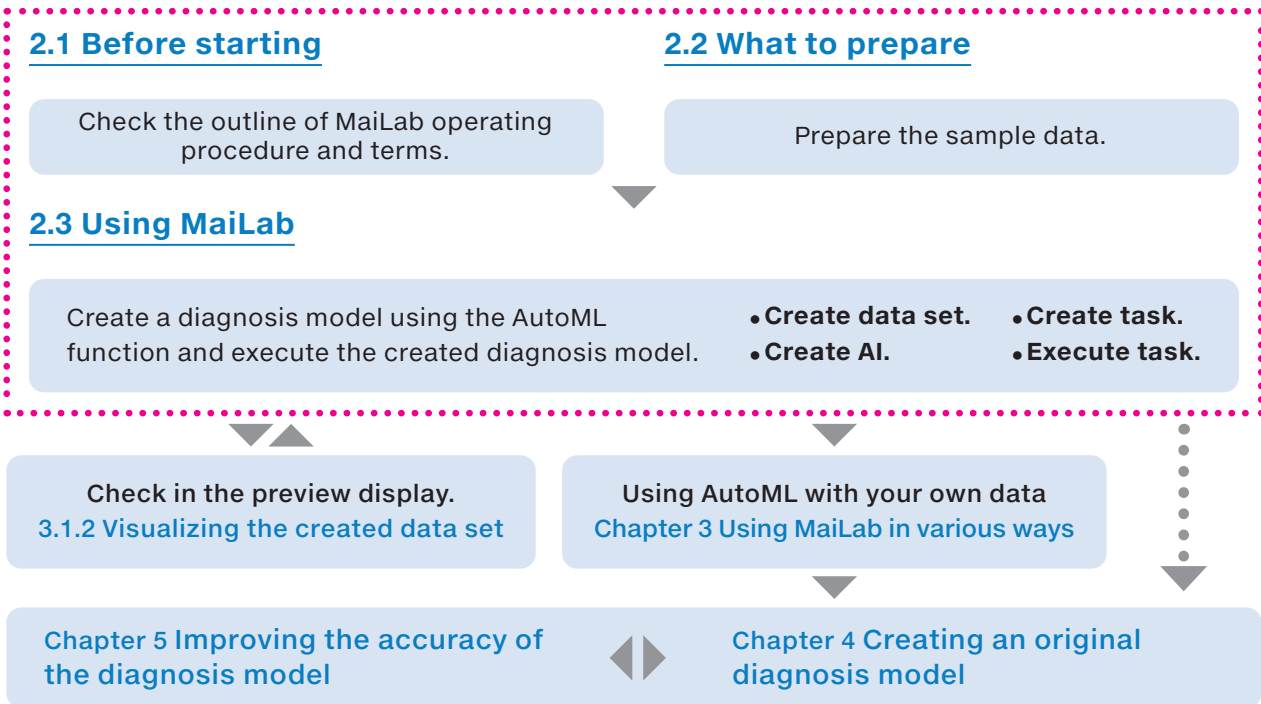 2.1 Before starting
2.2 What to prepare
Check the outline of MaiLab operating
procedure and terms.
Prepare the sample data.
2.3 Using MaiLab
Create a diagnosis model using the AutoML
function and execute the created diagnosis model.
•Create data set.
•Create AI.
•Create task.
•Execute task.
Check in the preview display.
3.1.2 Visualizing the created data set
Using AutoML with your own data
Chapter 3 Using MaiLab in various ways
Chapter 5 Improving the accuracy of
the diagnosis model
Chapter 4 Creating an original
diagnosis model